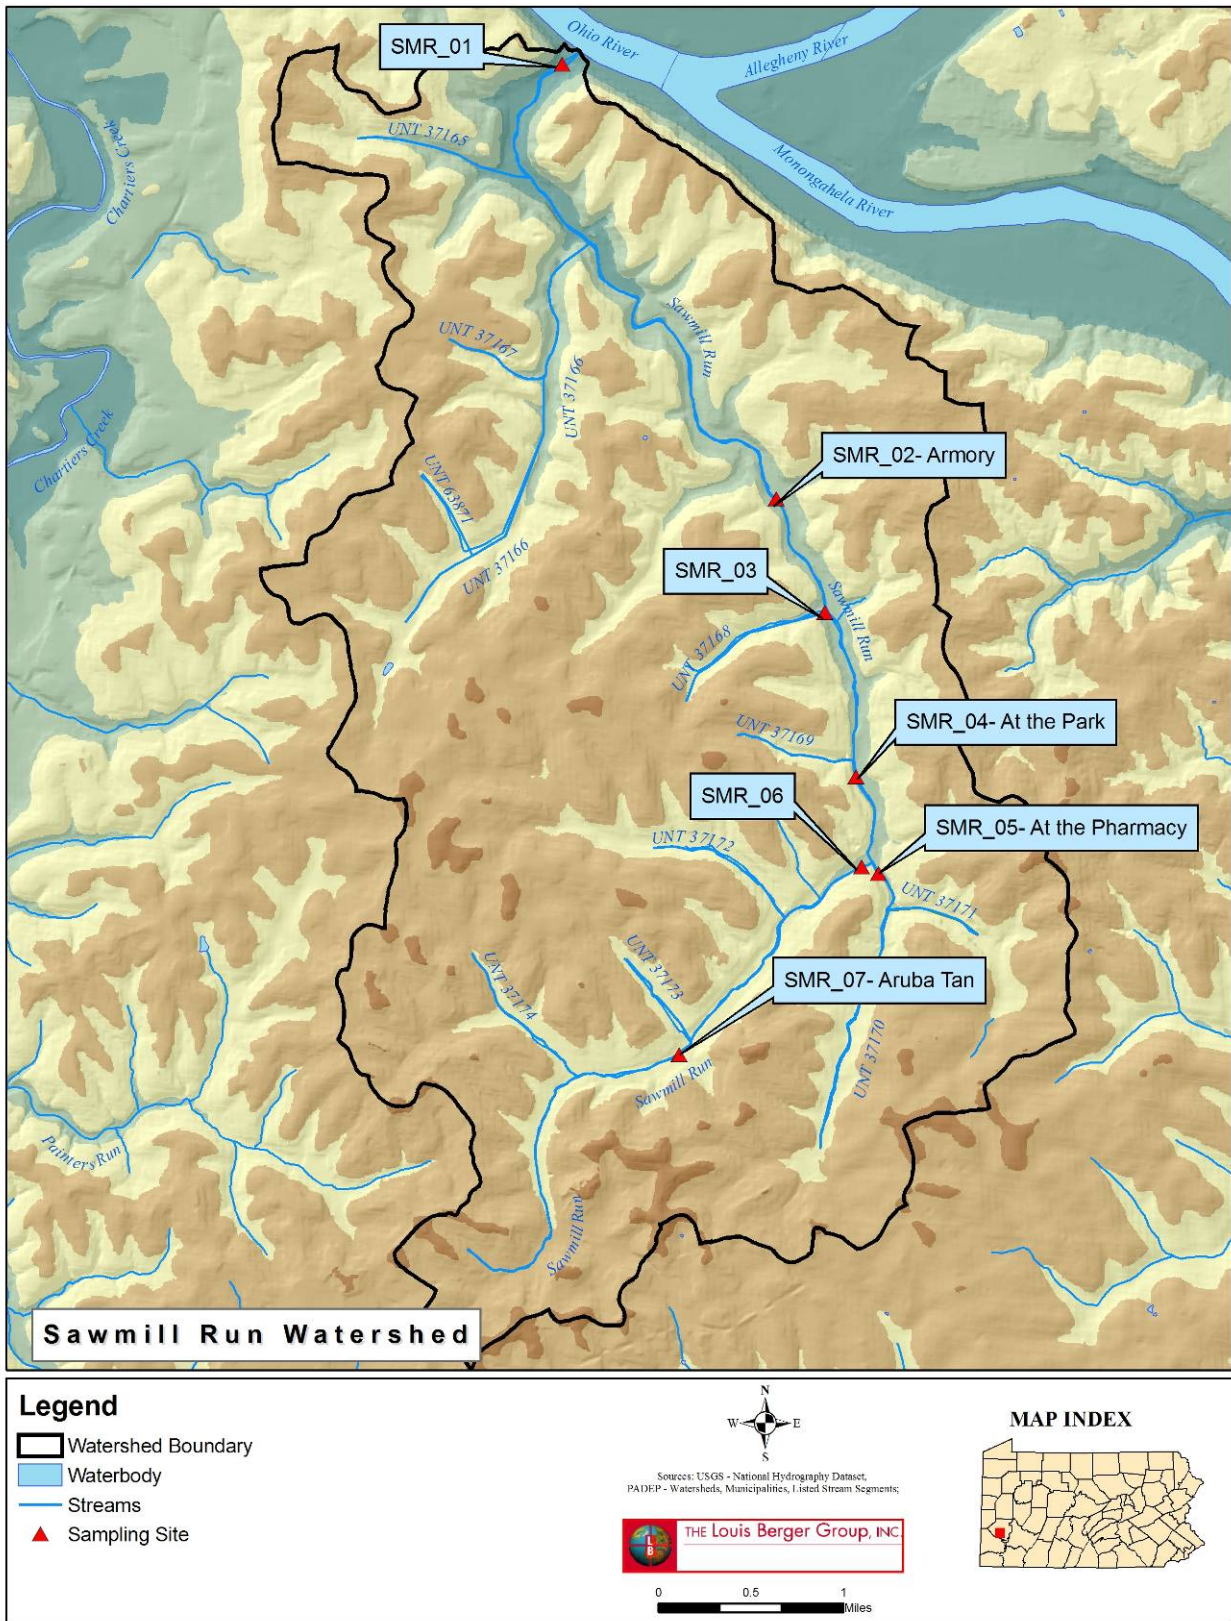 SMR_01
Ohio River
Allegheny River
UNT 37165
Chartiers Creek
Monongahela River
Sawmill Run
UNT 37167
UNT 37166
Chartiers Creek
SMR_02- Armory
UNT 63871
UNT 37166
SMR_03
Sawmill Run
UNT 37168
SMR_04- At the Park
UNT 37169
SMR_06
SMR_05- At the Pharmacy
UNT 37172
UNT 37171
UNT 37173
SMR_07- Aruba Tan
UNT 37174
UNT 37170
Sawmill Run
Painters Run
Sawmill Run
Sawmill Run Watershed
Legend
Watershed Boundary
Waterbody
Streams
Sampling Site
N
W E
S
Sources: USGS - National Hydrography Dataset,
PADEP - Watersheds, Municipalities, Listed Stream Segments;
L
B
THE Louis Berger Group, INC.
0 0.5 1
Miles
MAP INDEX